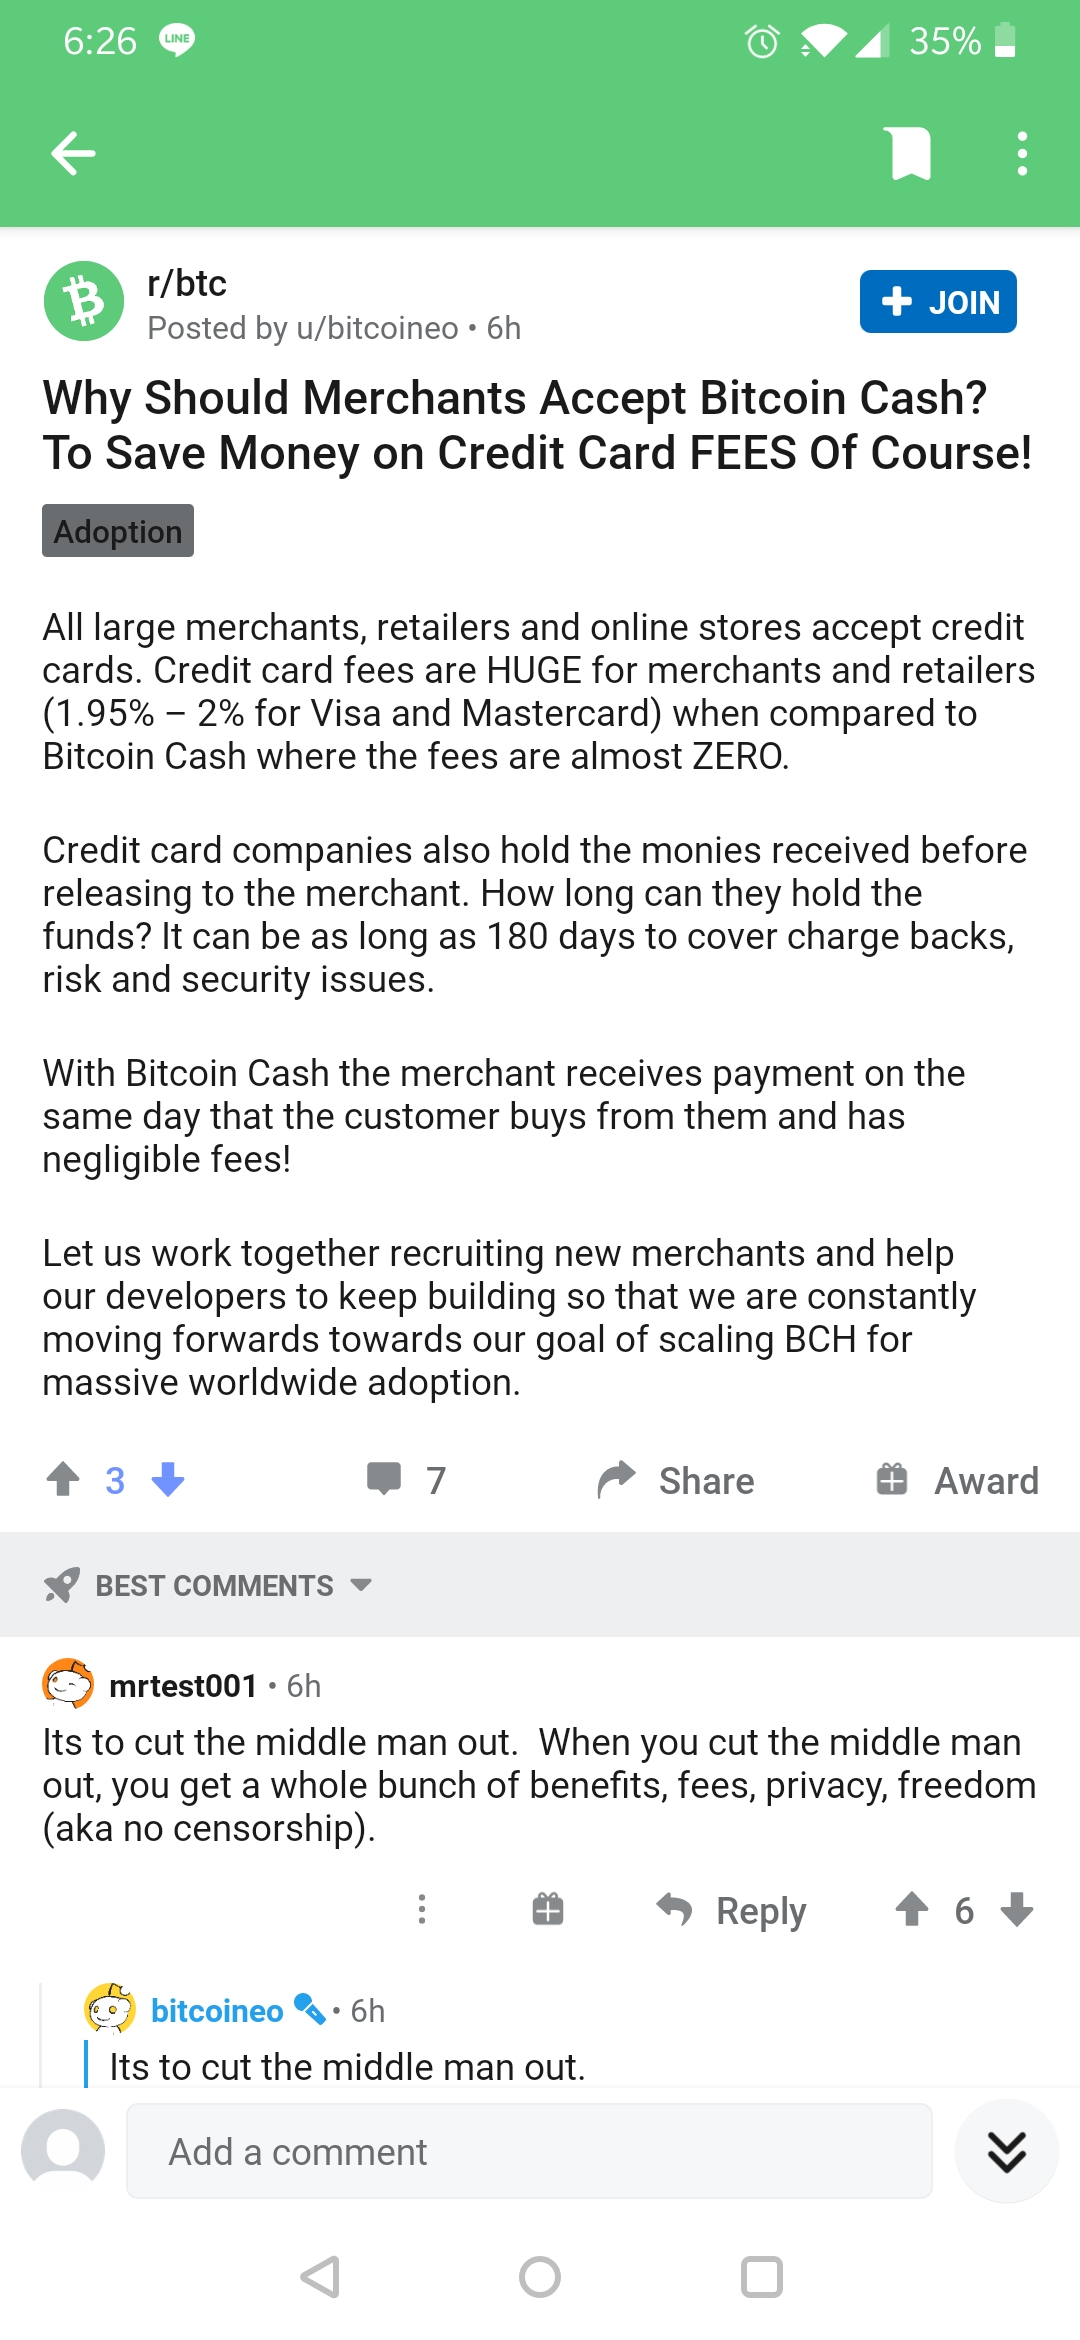 6:26 LINE 35%
r/btc
Posted by u/bitcoineo • 6h
JOIN
Why Should Merchants Accept Bitcoin Cash?
To Save Money on Credit Card FEES Of Course!
Adoption
All large merchants, retailers and online stores accept credit
cards. Credit card fees are HUGE for merchants and retailers
(1.95% – 2% for Visa and Mastercard) when compared to
Bitcoin Cash where the fees are almost ZERO.
Credit card companies also hold the monies received before
releasing to the merchant. How long can they hold the
funds? It can be as long as 180 days to cover charge backs,
risk and security issues.
With Bitcoin Cash the merchant receives payment on the
same day that the customer buys from them and has
negligible fees!
Let us work together recruiting new merchants and help
our developers to keep building so that we are constantly
moving forwards towards our goal of scaling BCH for
massive worldwide adoption.
3 7 Share Award
BEST COMMENTS
mrtest001 • 6h
Its to cut the middle man out.  When you cut the middle man
out, you get a whole bunch of benefits, fees, privacy, freedom
(aka no censorship).
Reply 6
bitcoineo • 6h
Its to cut the middle man out.
Add a comment